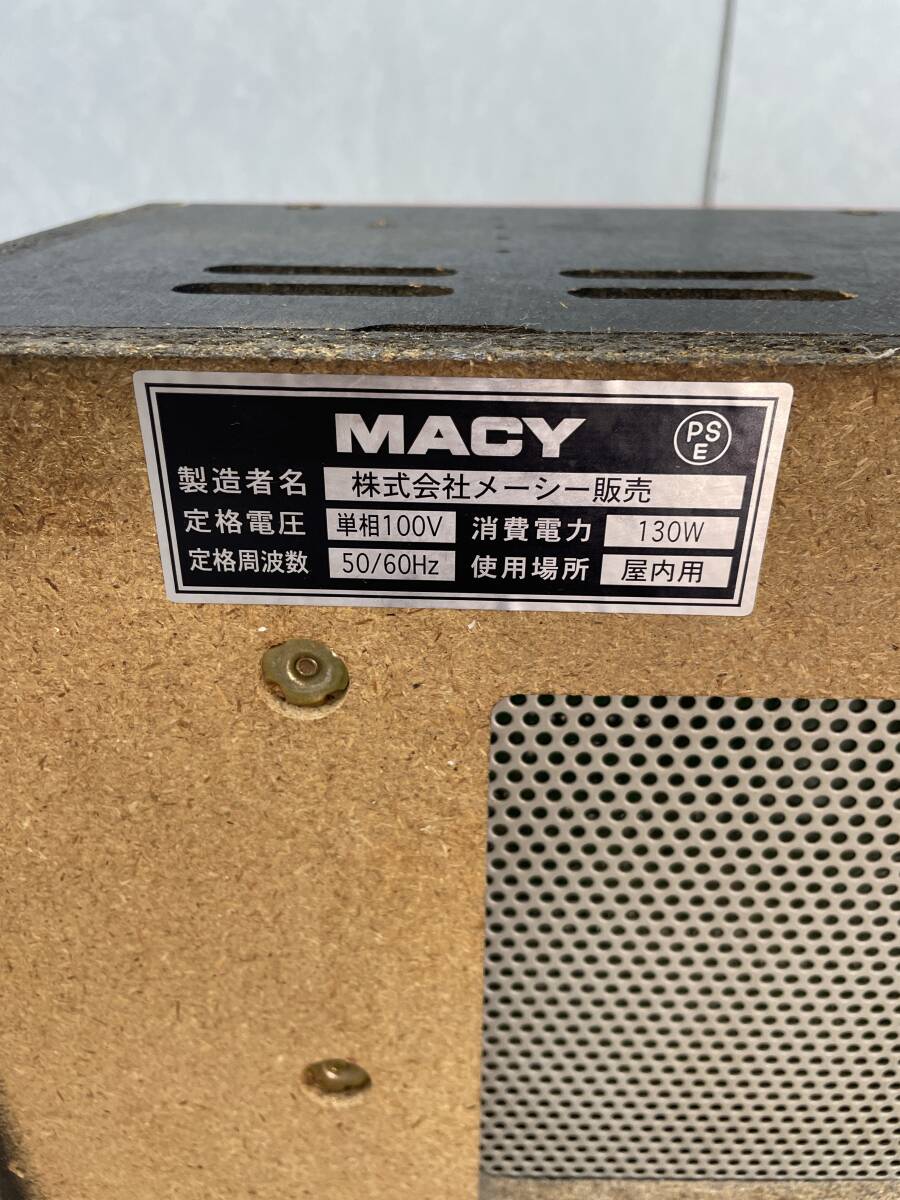 MACY
PS
E
製造者名 株式会社メーシー販売
定格電圧 単相100V 消費電力 130W
定格周波数 50/60Hz 使用場所 屋内用